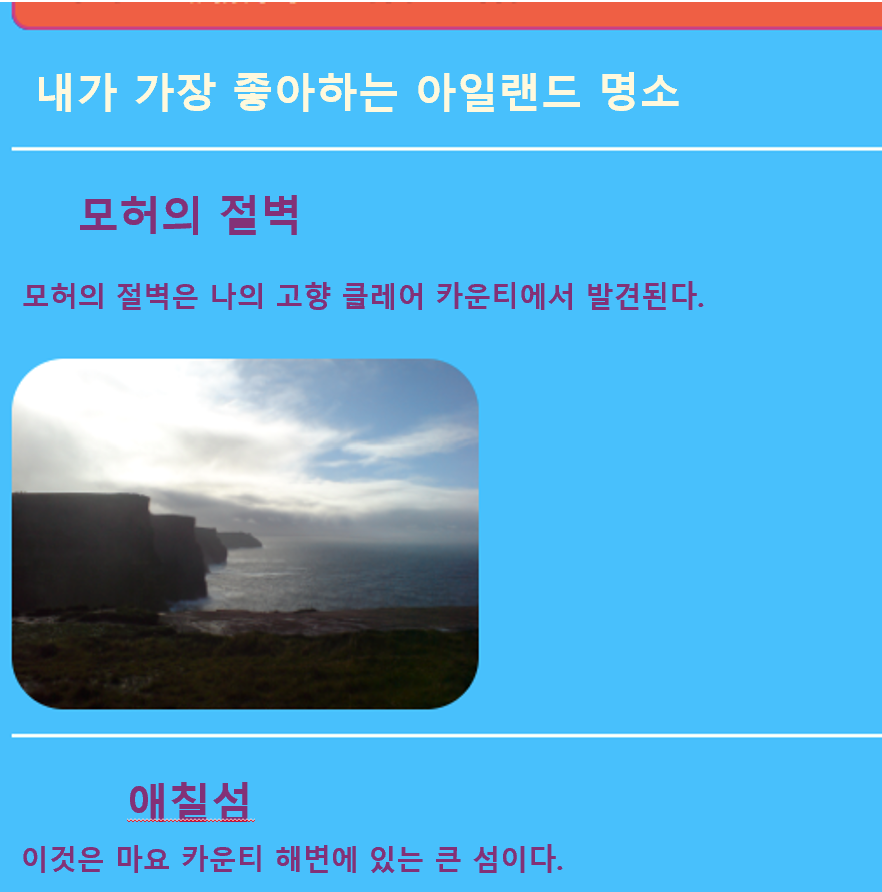 내가 가장 좋아하는 아일랜드 명소
모허의 절벽
모허의 절벽은 나의 고향 클레어 카운티에서 발견된다.
애칠섬
이것은 마요 카운티 해변에 있는 큰 섬이다.